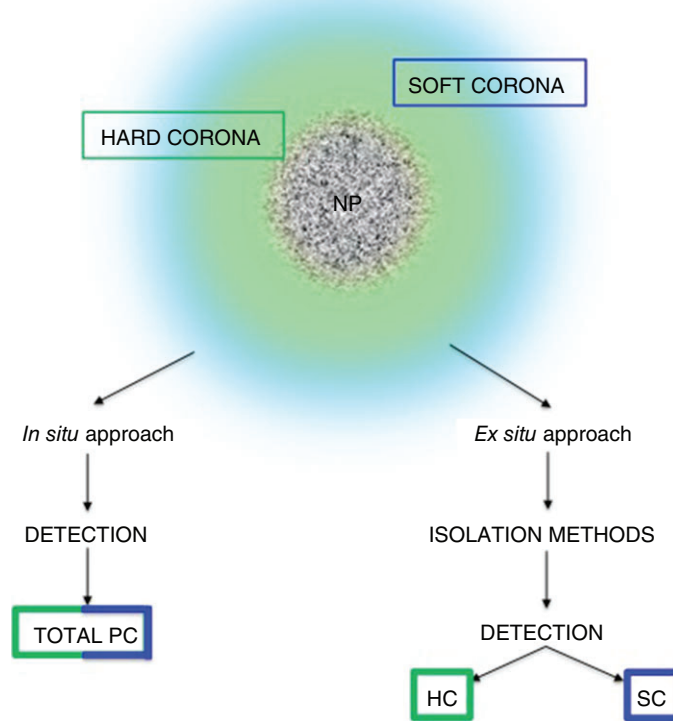 SOFT CORONA
HARD CORONA
NP
In situ approach
Ex situ approach
DETECTION
ISOLATION METHODS
TOTAL PC
DETECTION
HC
SC